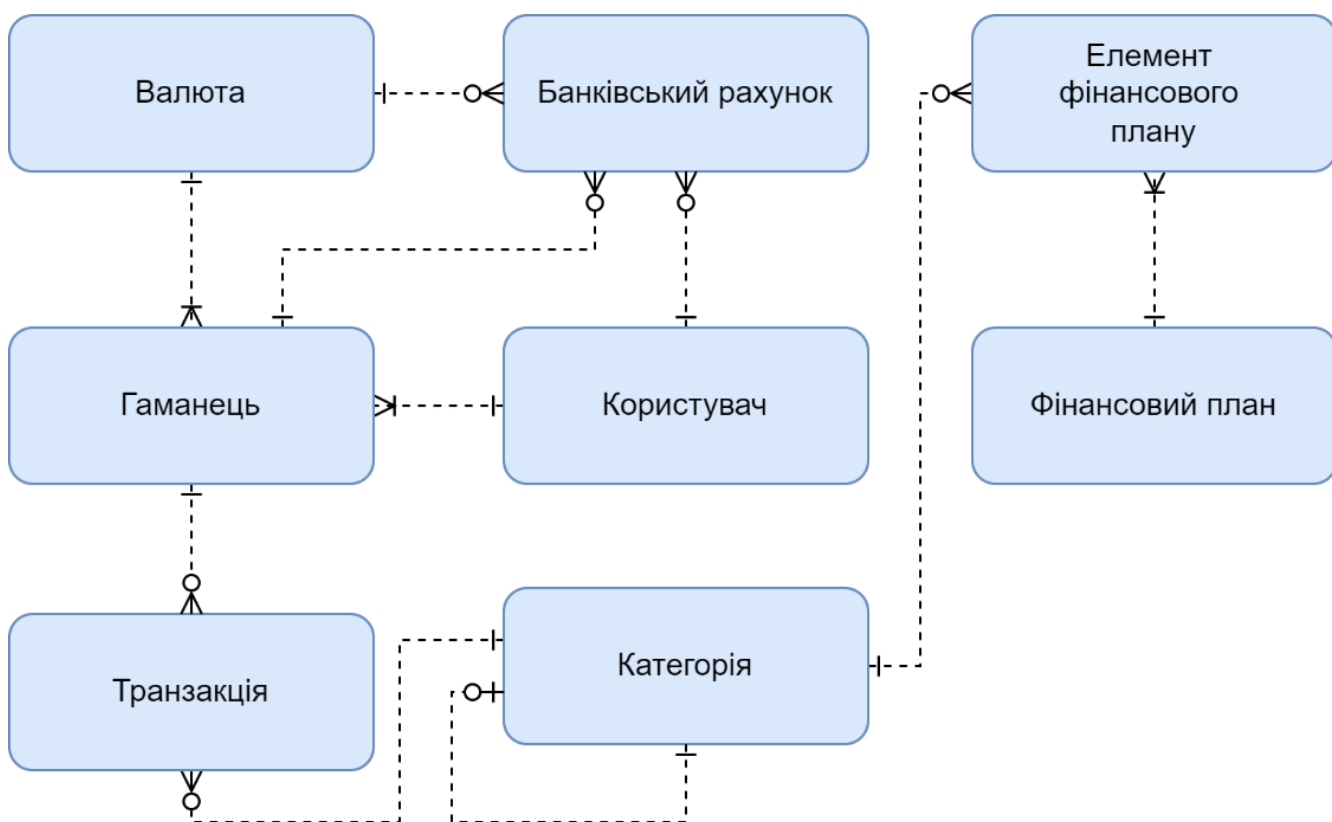 Валюта
Банківський рахунок
Елемент
фінансового
плану
Гаманець
Користувач
Фінансовий план
Транзакція
Категорія